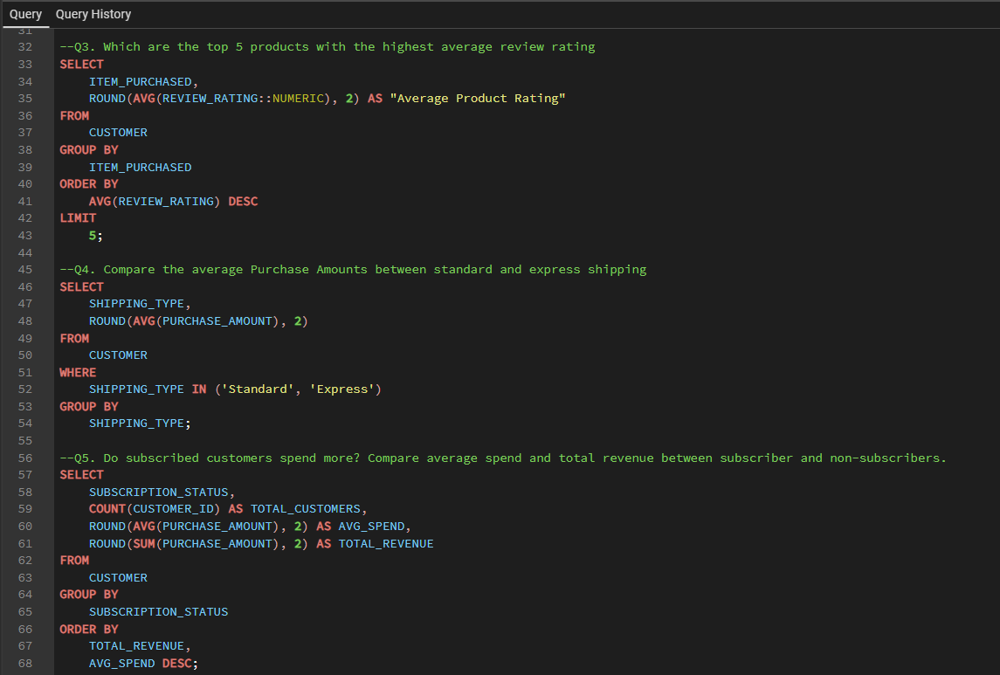 Query Query History
31
32 --Q3. Which are the top 5 products with the highest average review rating
33 SELECT
34 ITEM_PURCHASED,
35 ROUND(AVG(REVIEW_RATING::NUMERIC), 2) AS "Average Product Rating"
36 FROM
37 CUSTOMER
38 GROUP BY
39 ITEM_PURCHASED
40 ORDER BY
41 AVG(REVIEW_RATING) DESC
42 LIMIT
43 5;
44
45 --Q4. Compare the average Purchase Amounts between standard and express shipping
46 SELECT
47 SHIPPING_TYPE,
48 ROUND(AVG(PURCHASE_AMOUNT), 2)
49 FROM
50 CUSTOMER
51 WHERE
52 SHIPPING_TYPE IN ('Standard', 'Express')
53 GROUP BY
54 SHIPPING_TYPE;
55
56 --Q5. Do subscribed customers spend more? Compare average spend and total revenue between subscriber and non-subscribers.
57 SELECT
58 SUBSCRIPTION_STATUS,
59 COUNT(CUSTOMER_ID) AS TOTAL_CUSTOMERS,
60 ROUND(AVG(PURCHASE_AMOUNT), 2) AS AVG_SPEND,
61 ROUND(SUM(PURCHASE_AMOUNT), 2) AS TOTAL_REVENUE
62 FROM
63 CUSTOMER
64 GROUP BY
65 SUBSCRIPTION_STATUS
66 ORDER BY
67 TOTAL_REVENUE,
68 AVG_SPEND DESC;